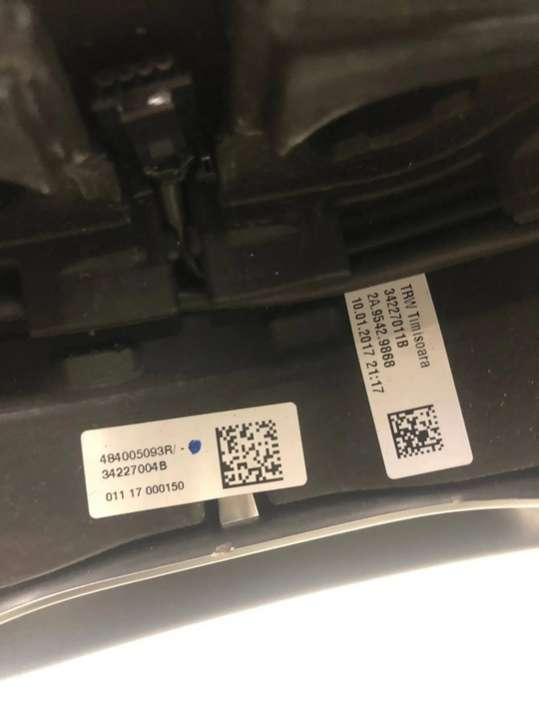 484005093R/-
34227004B
011 17 000150
TRW Timisoara
34227011B
2A.9542.9868
10.01.2017 21:17